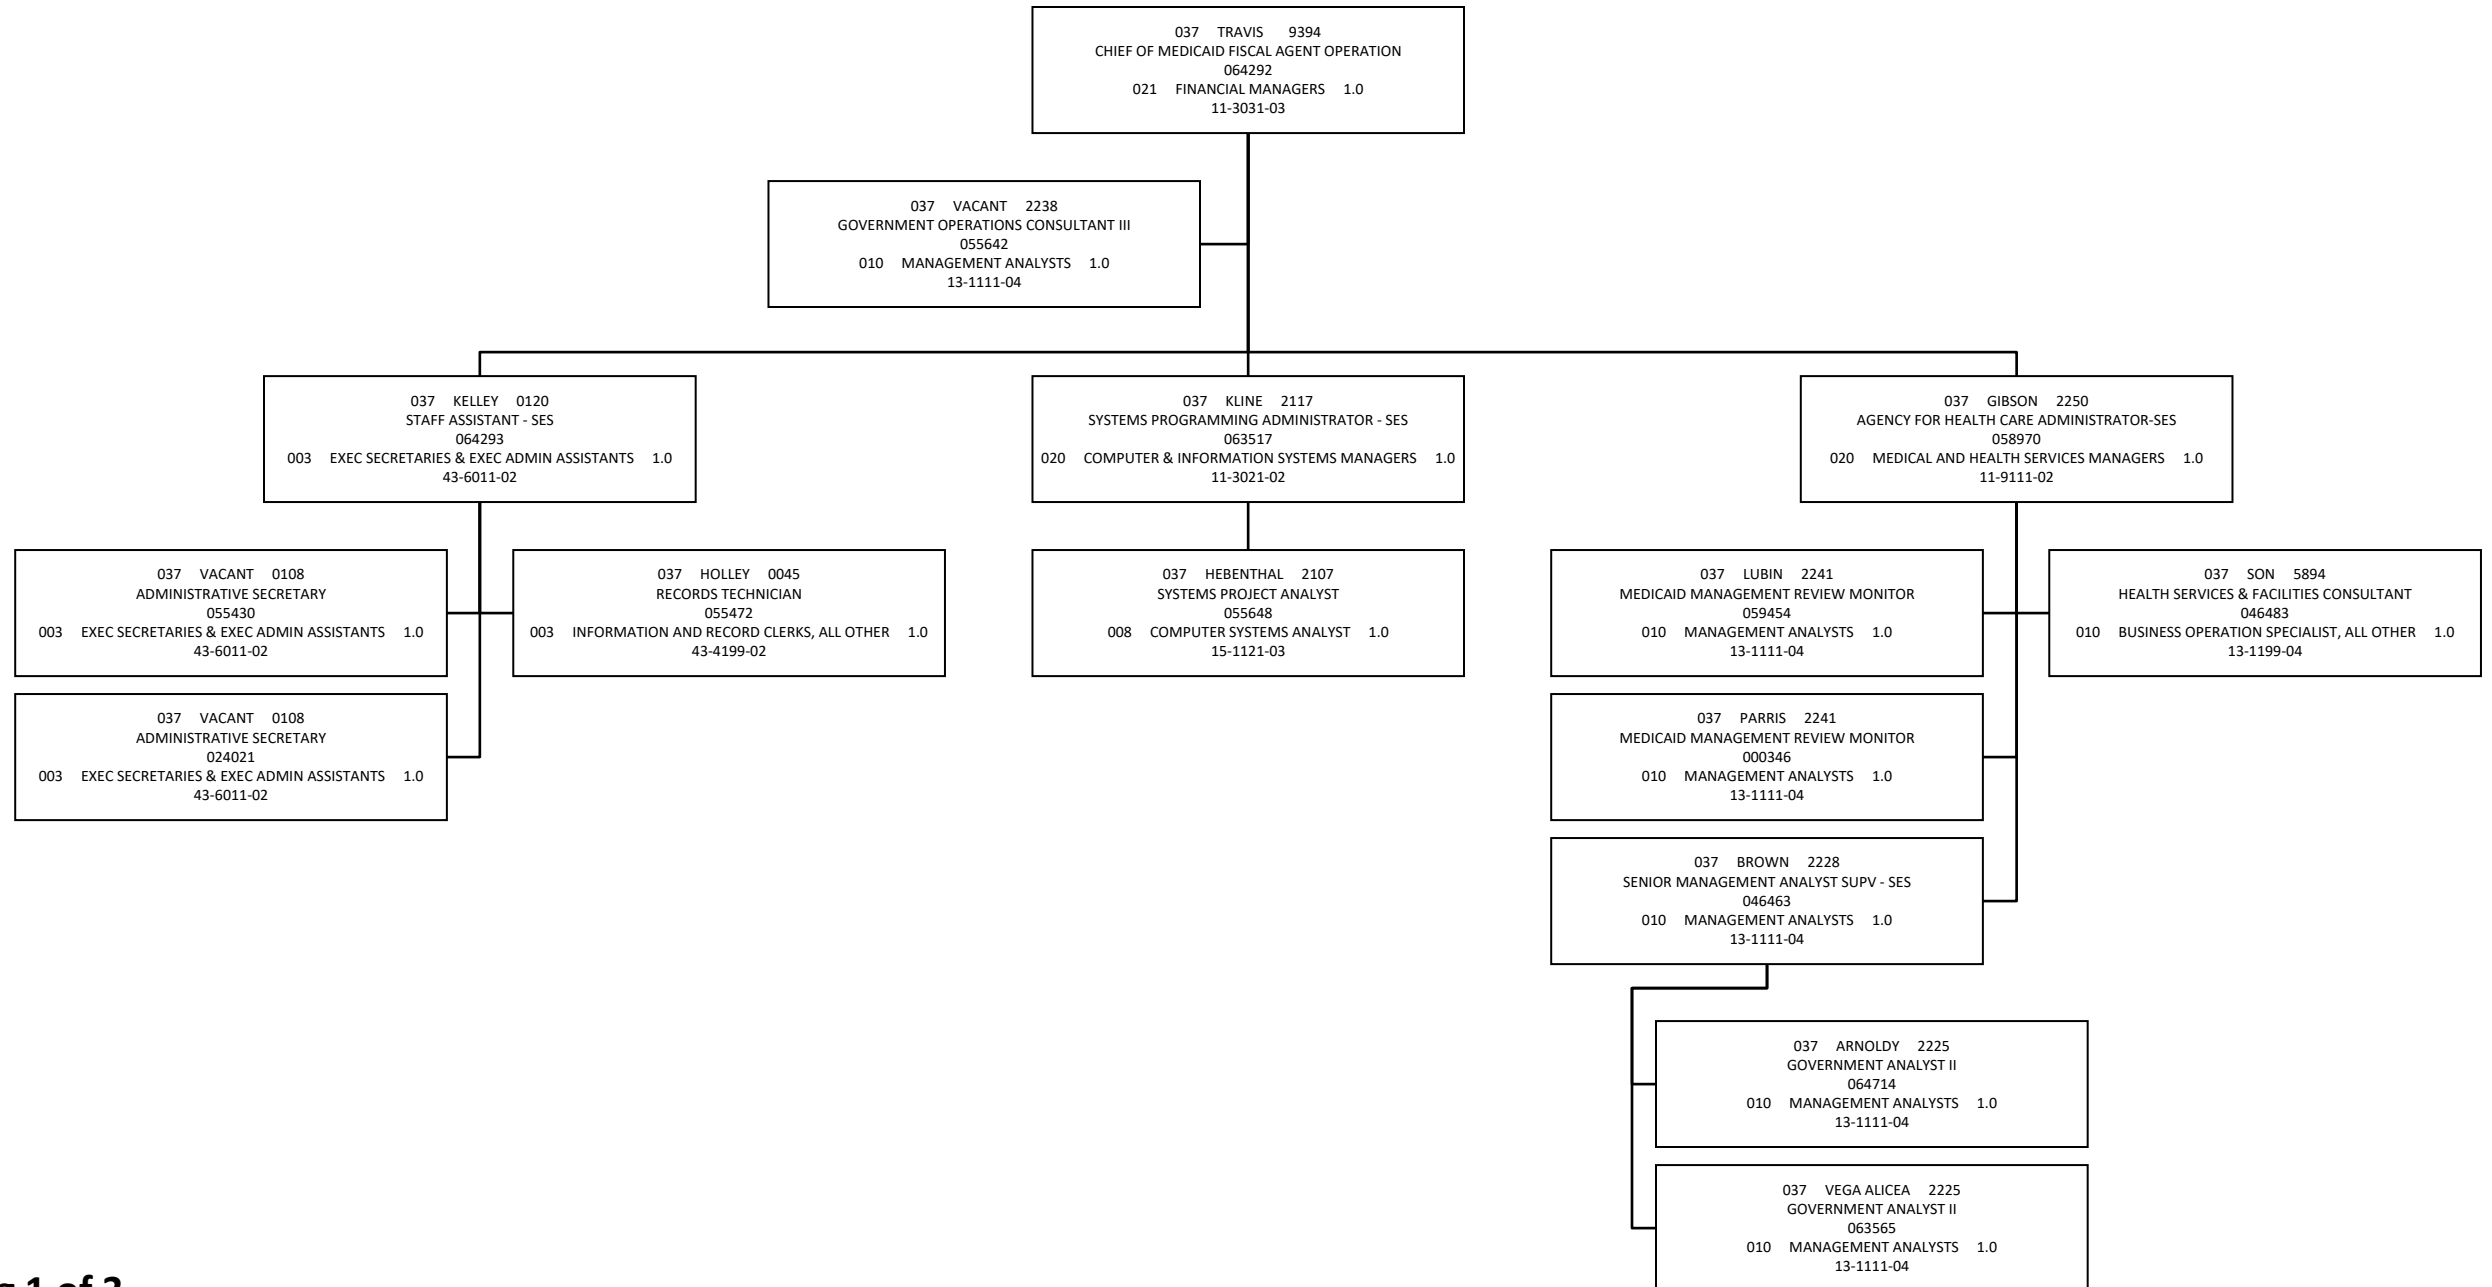 037 TRAVIS 9394
CHIEF OF MEDICAID FISCAL AGENT OPERATION
064292
021 FINANCIAL MANAGERS 1.0
11-3031-03
037 VACANT 2238
GOVERNMENT OPERATIONS CONSULTANT III
055642
010 MANAGEMENT ANALYSTS 1.0
13-1111-04
037 KELLEY 0120
STAFF ASSISTANT - SES
064293
003 EXEC SECRETARIES & EXEC ADMIN ASSISTANTS 1.0
43-6011-02
037 KLINE 2117
SYSTEMS PROGRAMMING ADMINISTRATOR - SES
063517
020 COMPUTER & INFORMATION SYSTEMS MANAGERS 1.0
11-3021-02
037 GIBSON 2250
AGENCY FOR HEALTH CARE ADMINISTRATOR-SES
058970
020 MEDICAL AND HEALTH SERVICES MANAGERS 1.0
11-9111-02
037 VACANT 0108
ADMINISTRATIVE SECRETARY
055430
003 EXEC SECRETARIES & EXEC ADMIN ASSISTANTS 1.0
43-6011-02
037 HOLLEY 0045
RECORDS TECHNICIAN
055472
003 INFORMATION AND RECORD CLERKS, ALL OTHER 1.0
43-4199-02
037 HEBENTHAL 2107
SYSTEMS PROJECT ANALYST
055648
008 COMPUTER SYSTEMS ANALYST 1.0
15-1121-03
037 LUBIN 2241
MEDICAID MANAGEMENT REVIEW MONITOR
059454
010 MANAGEMENT ANALYSTS 1.0
13-1111-04
037 SON 5894
HEALTH SERVICES & FACILITIES CONSULTANT
046483
010 BUSINESS OPERATION SPECIALIST, ALL OTHER 1.0
13-1199-04
037 VACANT 0108
ADMINISTRATIVE SECRETARY
024021
003 EXEC SECRETARIES & EXEC ADMIN ASSISTANTS 1.0
43-6011-02
037 PARRIS 2241
MEDICAID MANAGEMENT REVIEW MONITOR
000346
010 MANAGEMENT ANALYSTS 1.0
13-1111-04
037 BROWN 2228
SENIOR MANAGEMENT ANALYST SUPV - SES
046463
010 MANAGEMENT ANALYSTS 1.0
13-1111-04
037 ARNOLDY 2225
GOVERNMENT ANALYST II
064714
010 MANAGEMENT ANALYSTS 1.0
13-1111-04
037 VEGA ALICEA 2225
GOVERNMENT ANALYST II
063565
010 MANAGEMENT ANALYSTS 1.0
13-1111-04
1 of